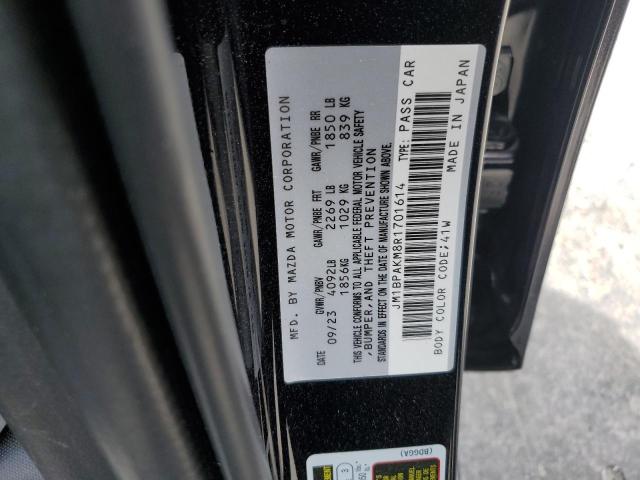 MFD. BY MAZDA MOTOR CORPORATION
DATE GVWR/PNBV GAWR/PNBE FRT GAWR/PNBE RR
09/23 4092LB 2269 LB 1850 LB
1856KG 1029 KG 839 KG
THIS VEHICLE CONFORMS TO ALL APPLICABLE FEDERAL MOTOR VEHICLE SAFETY
,BUMPER,AND THEFT PREVENTION
STANDARDS IN EFFECT ON THE DATE OF MANUFACTURE SHOWN ABOVE.
JM1BPAKM8R1701614 TYPE: PASS CAR
BODY COLOR CODE;41W MADE IN JAPAN
(BDGGA)
3